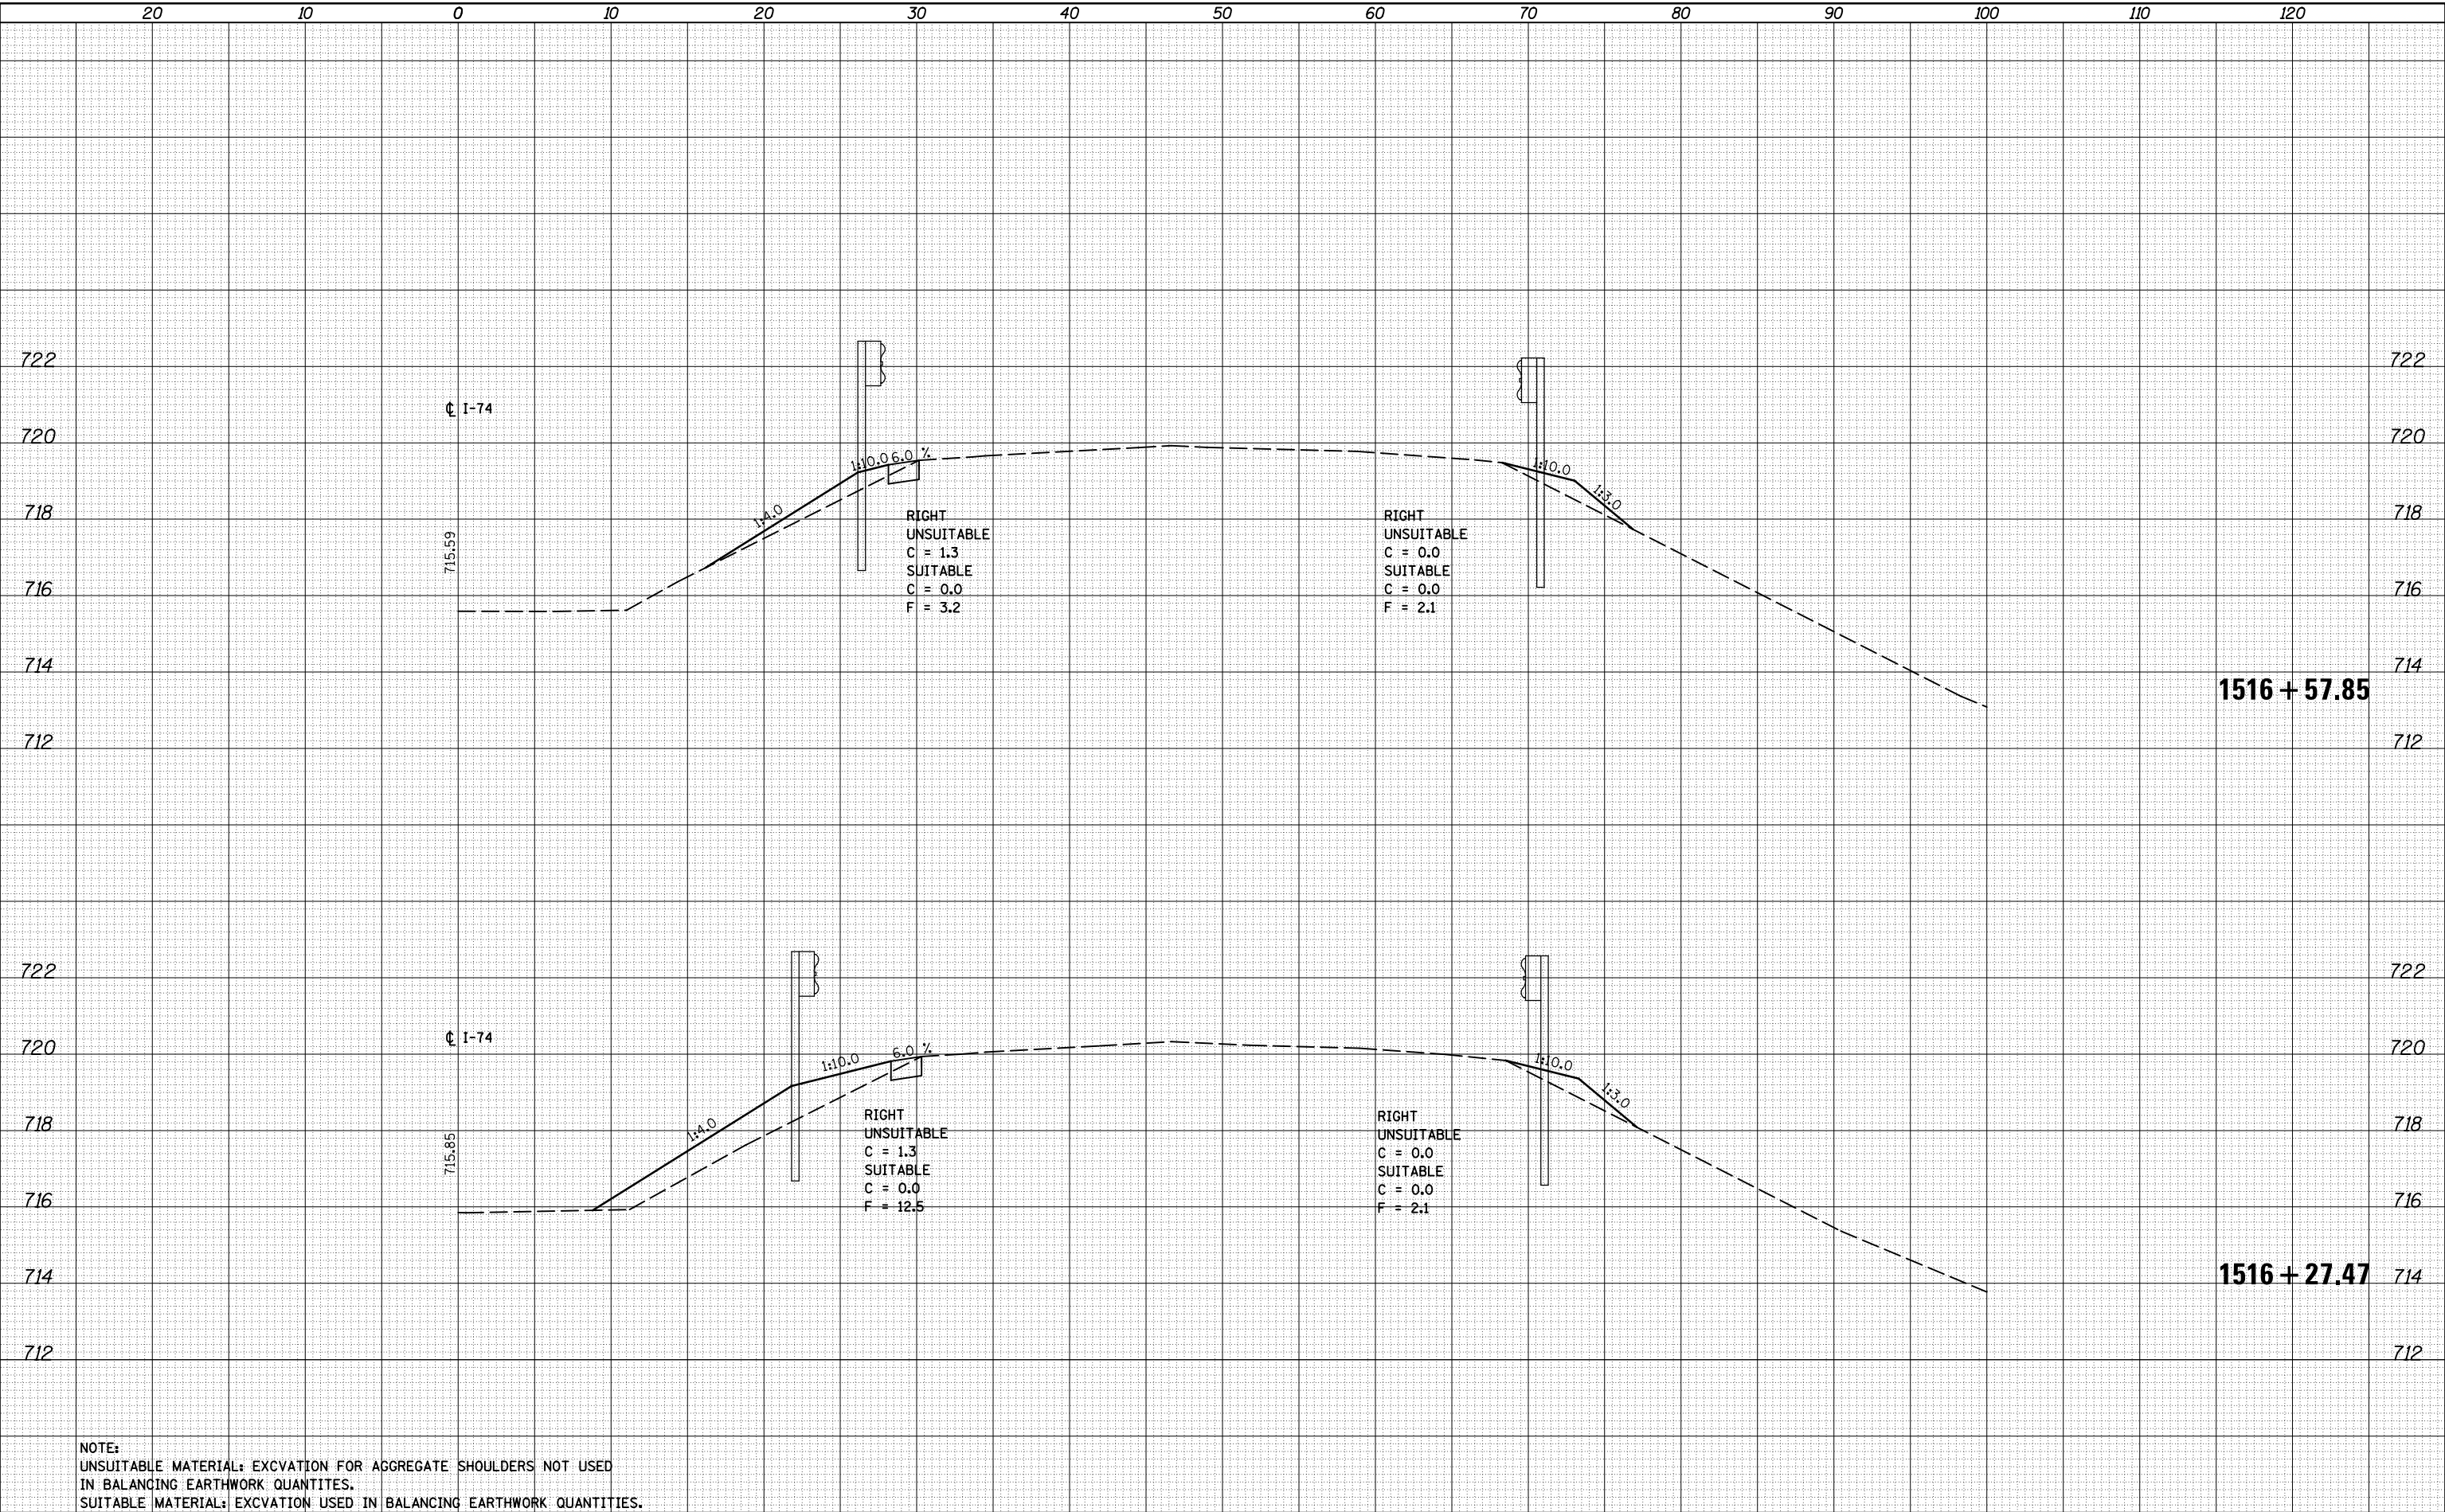 20 10 0 10 20 30 40 50 60 70 80 90 100 110 120
722 722
℄ I-74
720 720
1:10.0 6.0 % 1:10.0
1:4.0 1:3.0
718 718
715.59
RIGHT
UNSUITABLE
C = 1.3
SUITABLE
C = 0.0
F = 3.2
RIGHT
UNSUITABLE
C = 0.0
SUITABLE
C = 0.0
F = 2.1
716 716
714 714
1516+57.85
712 712
722 722
℄ I-74
720 720
1:10.0 6.0 % 1:10.0
1:4.0 1:3.0
718 718
715.85
RIGHT
UNSUITABLE
C = 1.3
SUITABLE
C = 0.0
F = 12.5
RIGHT
UNSUITABLE
C = 0.0
SUITABLE
C = 0.0
F = 2.1
716 716
714 1516+27.47 714
712 712
NOTE:
UNSUITABLE MATERIAL: EXCVATION FOR AGGREGATE SHOULDERS NOT USED
IN BALANCING EARTHWORK QUANTITES.
SUITABLE MATERIAL: EXCVATION USED IN BALANCING EARTHWORK QUANTITIES.